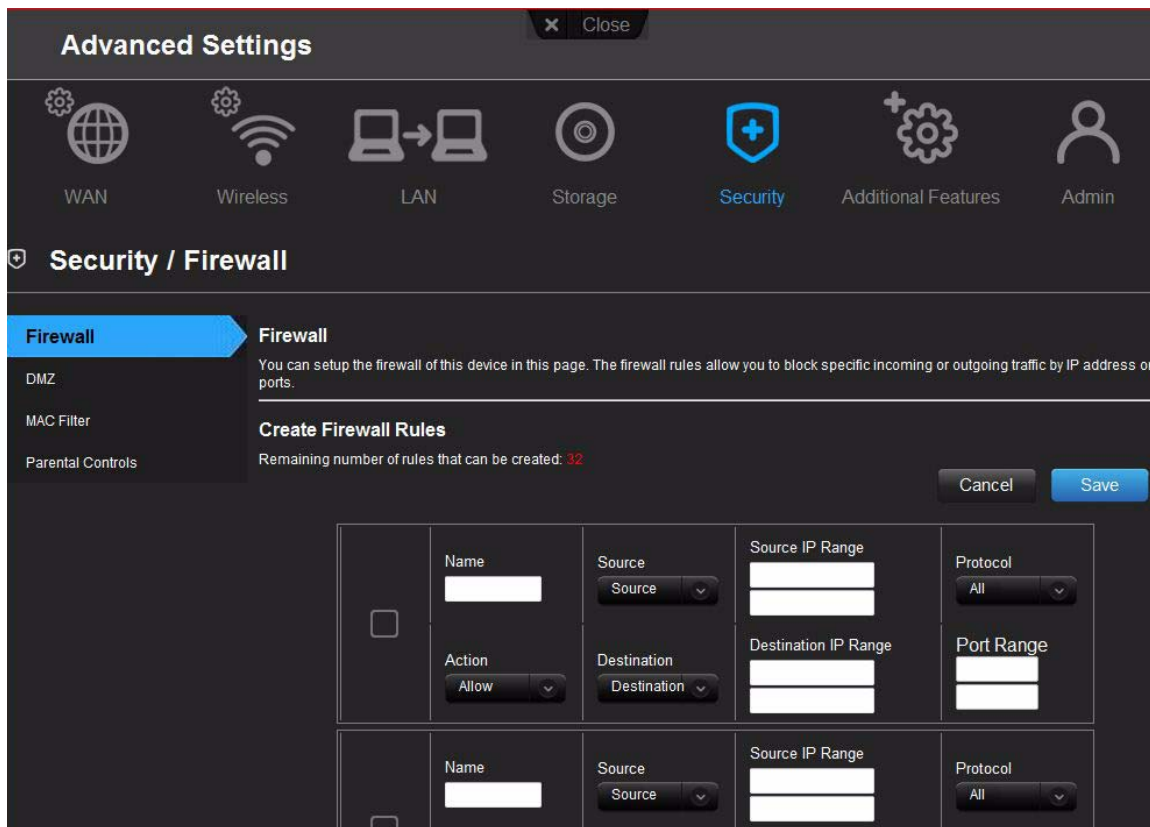 Close
Advanced Settings
WAN
Wireless
LAN
Storage
Security
Additional Features
Admin
Security / Firewall
Firewall
DMZ
MAC Filter
Parental Controls
Firewall
You can setup the firewall of this device in this page. The firewall rules allow you to block specific incoming or outgoing traffic by IP address or
ports.
Create Firewall Rules
Remaining number of rules that can be created: 32
Cancel
Save
Name
Source
Source
Source IP Range
Protocol
All
Action
Allow
Destination
Destination
Destination IP Range
Port Range
Name
Source
Source
Source IP Range
Protocol
All